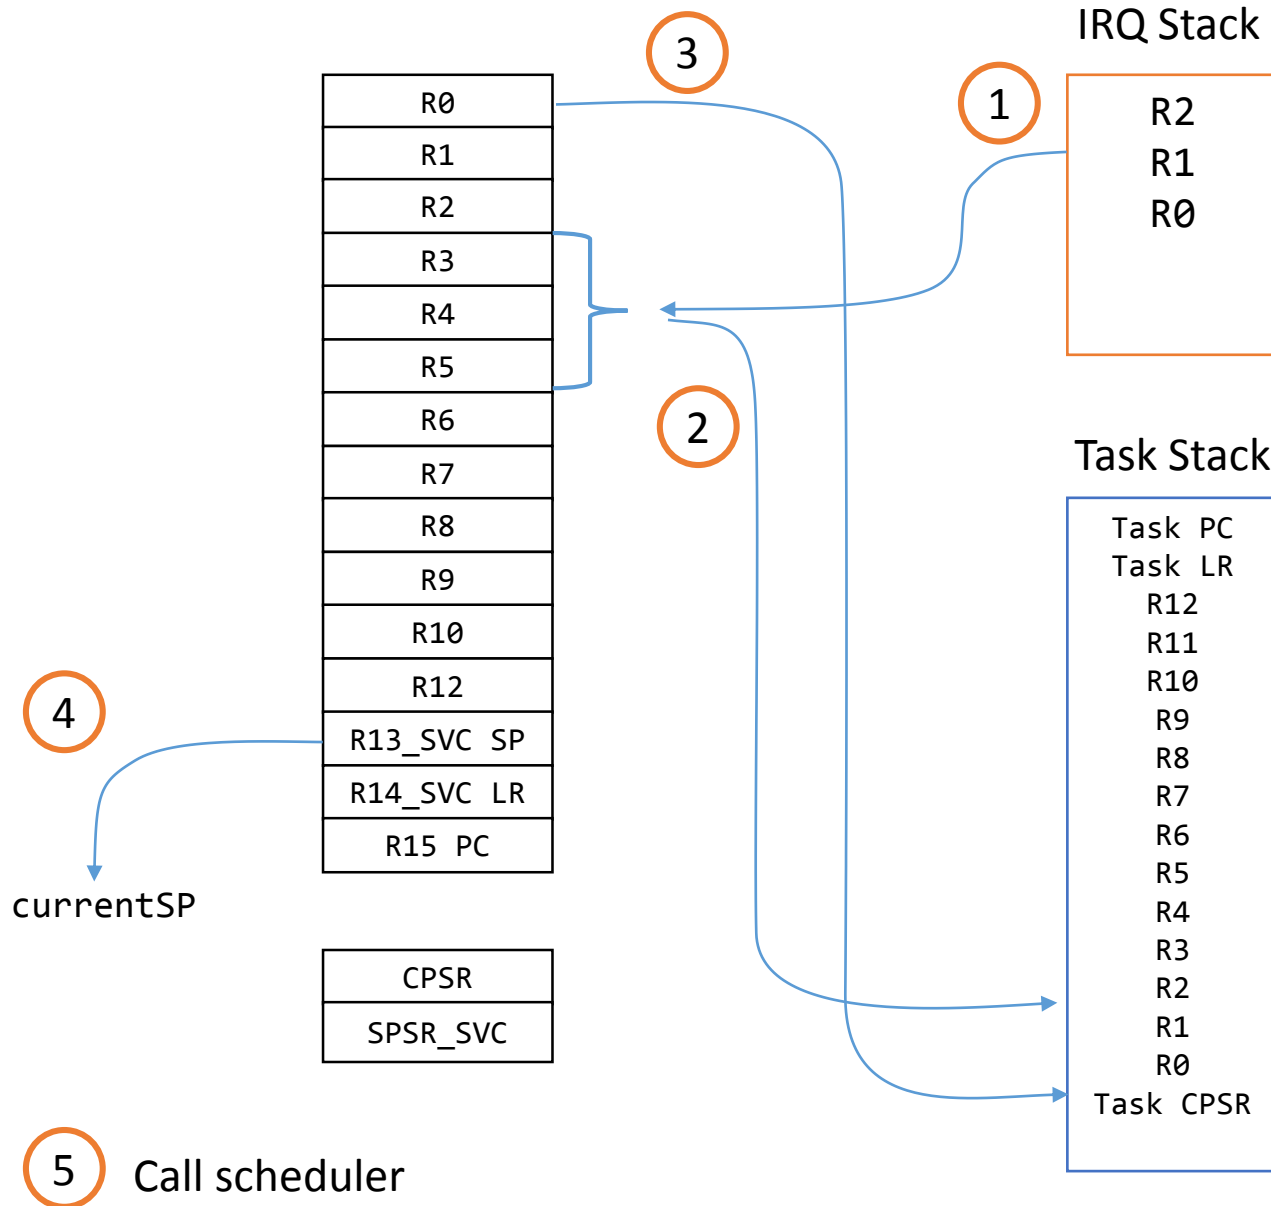 3
IRQ Stack
1
R0
R1
R2
R3
R4
R5
R6
R7
R8
R9
R10
R12
R13_SVC SP
R14_SVC LR
R15 PC
R2
R1
R0
2
Task Stack
Task PC
Task LR
R12
R11
R10
R9
R8
R7
R6
R5
R4
R3
R2
R1
R0
Task CPSR
4
currentSP
CPSR
SPSR_SVC
5 Call scheduler